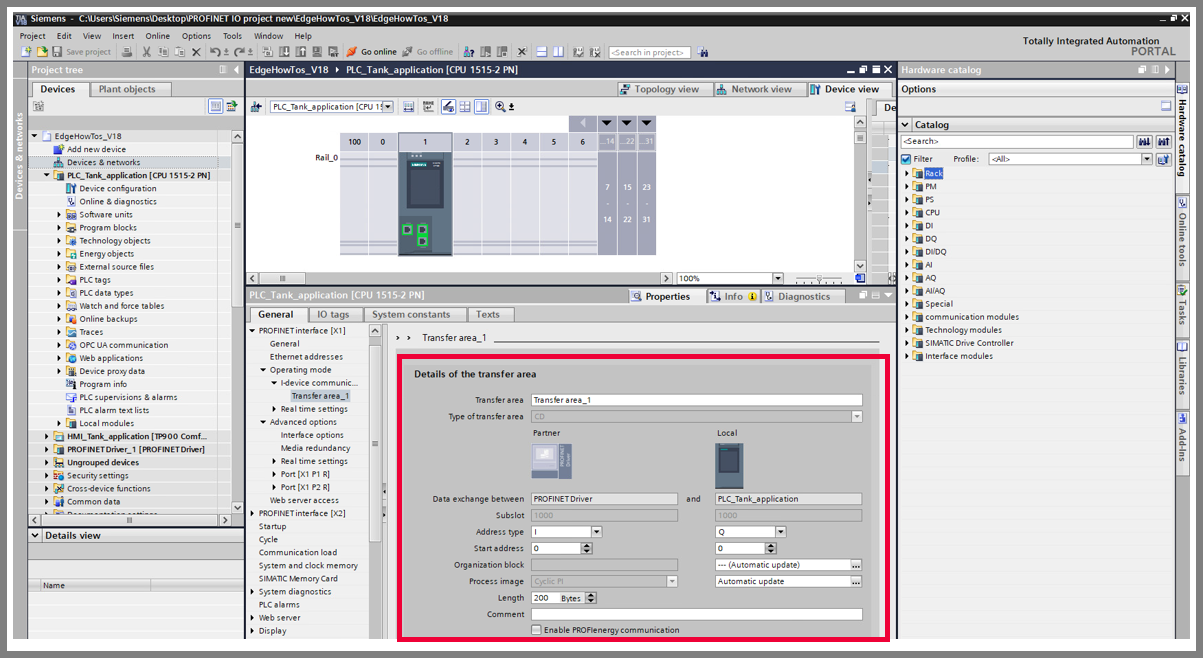 Siemens - C:\Users\Siemens\Desktop\PROFINET IO project new\EdgeHowTos_V18\EdgeHowTos_V18
Project Edit View Insert Online Options Tools Window Help
Totally Integrated Automation
PORTAL
Save project Go online Go offline <Search in project>
Project tree
Devices Plant objects
Devices & networks
EdgeHowTos_V18
Add new device
Devices & networks
PLC_Tank_application [CPU 1515-2 PN]
Device configuration
Online & diagnostics
Software units
Program blocks
Technology objects
Energy objects
External source files
PLC tags
PLC data types
Watch and force tables
Online backups
Traces
OPC UA communication
Web applications
Device proxy data
Program info
PLC supervisions & alarms
PLC alarm text lists
Local modules
HMI_Tank_application [TP900 Comf...
PROFINET Driver_1 [PROFINET Driver]
Ungrouped devices
Security settings
Cross-device functions
Common data
Details view
Name
EdgeHowTos_V18 PLC_Tank_application [CPU 1515-2 PN]
Topology view Network view Device view
PLC_Tank_application [CPU 15
De
100 0 1 2 3 4 5 6 ...14 ...22 ...31
Rail_0
SIEMENS
7 15 23
- - -
14 22 31
100%
PLC_Tank_application [CPU 1515-2 PN]
Properties Info Diagnostics
General IO tags System constants Texts
PROFINET interface [X1]
General
Ethernet addresses
Operating mode
I-device communic...
Transfer area_1
Real time settings
Advanced options
Interface options
Media redundancy
Real time settings
Port [X1 P1 R]
Port [X1 P2 R]
Web server access
PROFINET interface [X2]
Startup
Cycle
Communication load
System and clock memory
SIMATIC Memory Card
System diagnostics
PLC alarms
Web server
Display
Transfer area_1
Details of the transfer area
Transfer area Transfer area_1
Type of transfer area CD
Partner Local
PROFINET DRIVER
Data exchange between PROFINET Driver and PLC_Tank_application
Subslot 1000 1000
Address type I Q
Start address 0 0
Organization block --- (Automatic update) ...
Process image Cyclic PI Automatic update ...
Length 200 Bytes
Comment
Enable PROFIenergy communication
Hardware catalog
Options
Catalog
<Search>
Filter Profile: <All>
Rack
PM
PS
CPU
DI
DQ
DI/DQ
AI
AQ
AI/AQ
Special
communication modules
Technology modules
SIMATIC Drive Controller
Interface modules
Hardware catalog
Online tools
Tasks
Libraries
Add-Ins